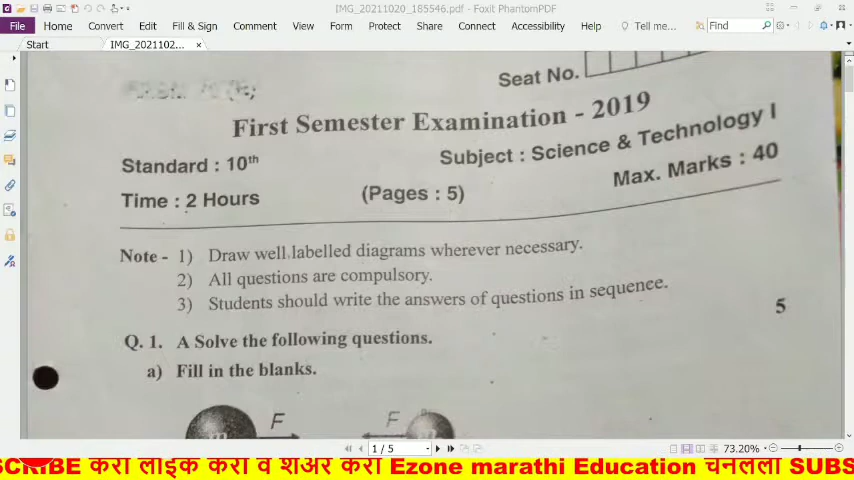 IMG_20211020_185546.pdf - Foxit PhantomPDF
File Home Convert Edit Fill & Sign Comment View Form Protect Share Connect Accessibility Help Tell me... Find
Start IMG_2021102...
Seat No.
First Semester Examination - 2019
Standard : 10th Subject : Science & Technology I
Time : 2 Hours (Pages : 5) Max. Marks : 40
Note - 1) Draw well labelled diagrams wherever necessary.
2) All questions are compulsory.
3) Students should write the answers of questions in sequence.
5
Q. 1. A Solve the following questions.
a) Fill in the blanks.
F F
1 / 5 73.20%
करा लाइक करा व शेअर करा Ezone marathi Education चॅनलला